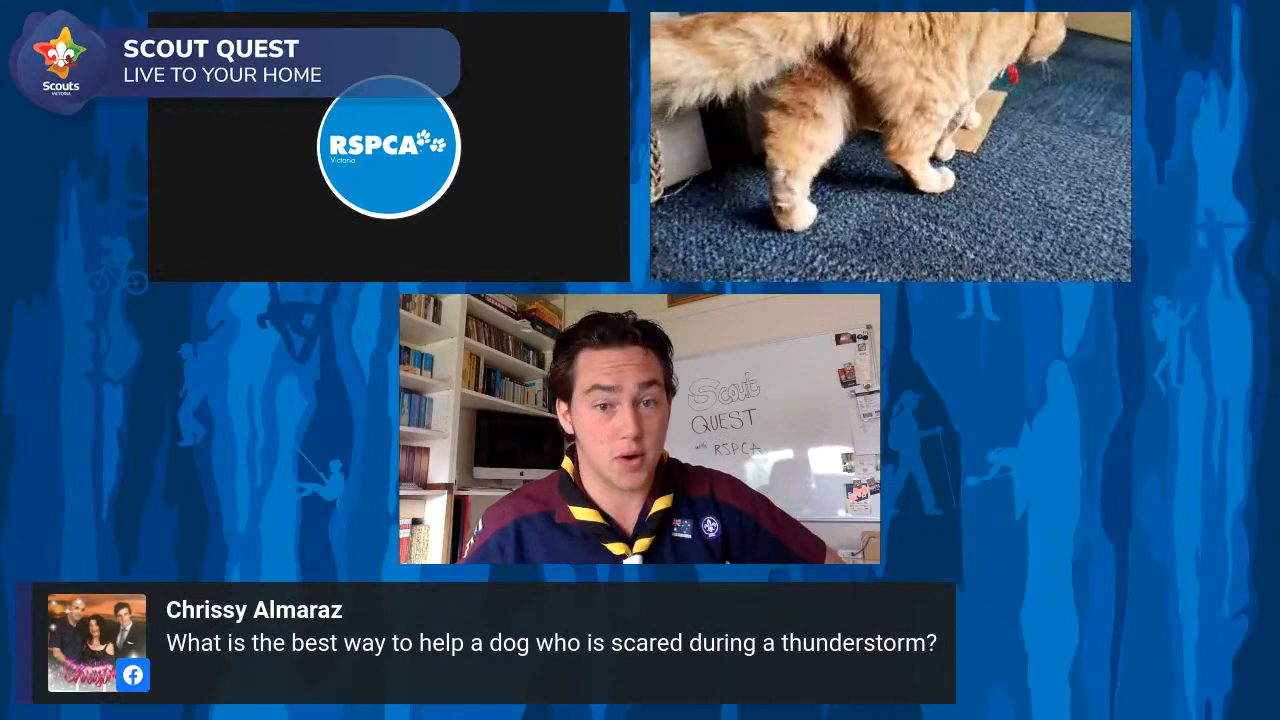 SCOUT QUEST
LIVE TO YOUR HOME
Scouts
VICTORIA
RSPCA
Victoria
Scout
QUEST
with RSPCA
Chrissy Almaraz
What is the best way to help a dog who is scared during a thunderstorm?